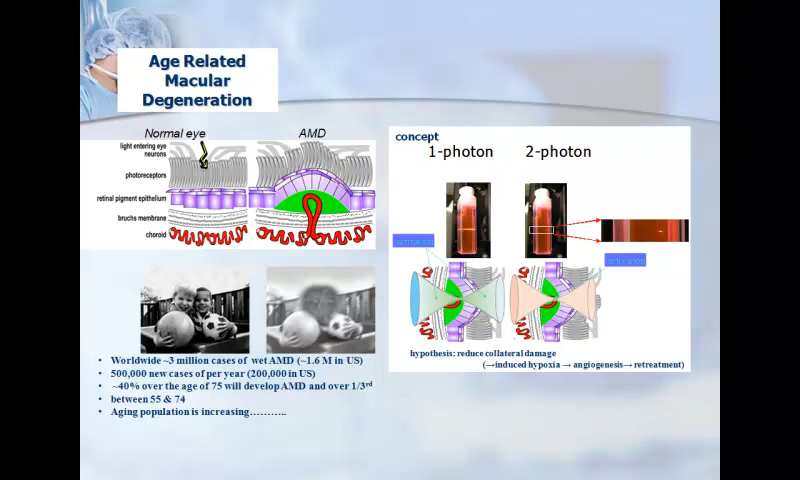 Age Related
Macular
Degeneration
Normal eye
AMD
light entering eye
neurons
photoreceptors
retinal pigment epithelium
bruchs membrane
choroid
Worldwide ~3 million cases of wet AMD (~1.6 M in US)
500,000 new cases of per year (200,000 in US)
~40% over the age of 75 will develop AMD and over 1/3rd
between 55 & 74
Aging population is increasing………..
concept
1-photon
2-photon
hypothesis: reduce collateral damage
(→induced hypoxia → angiogenesis→ retreatment)